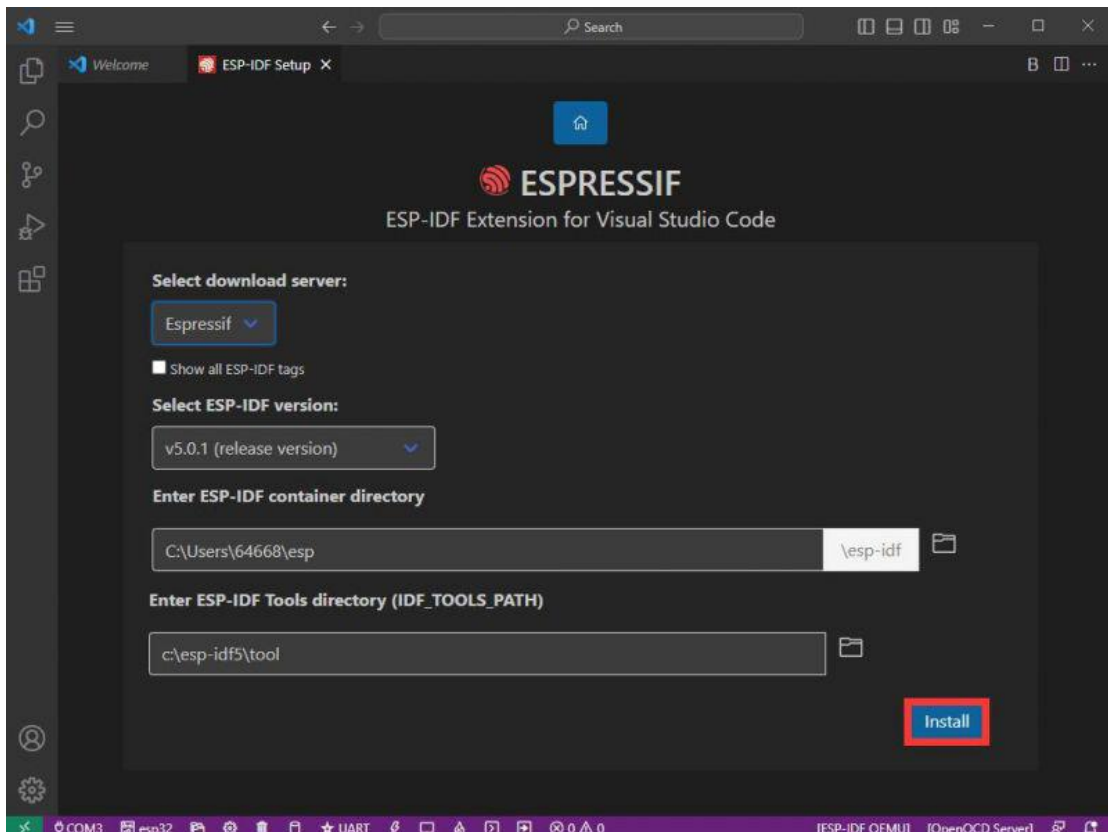 Search
Welcome
ESP-IDF Setup
B
ESPRESSIF
ESP-IDF Extension for Visual Studio Code
Select download server:
Espressif
Show all ESP-IDF tags
Select ESP-IDF version:
v5.0.1 (release version)
Enter ESP-IDF container directory
C:\Users\64668\esp \esp-idf
Enter ESP-IDF Tools directory (IDF_TOOLS_PATH)
c:\esp-idf5\tool
Install
COM3 esp32 UART 0 0 [ESP-IDF QEMU] [OpenOCD Server]